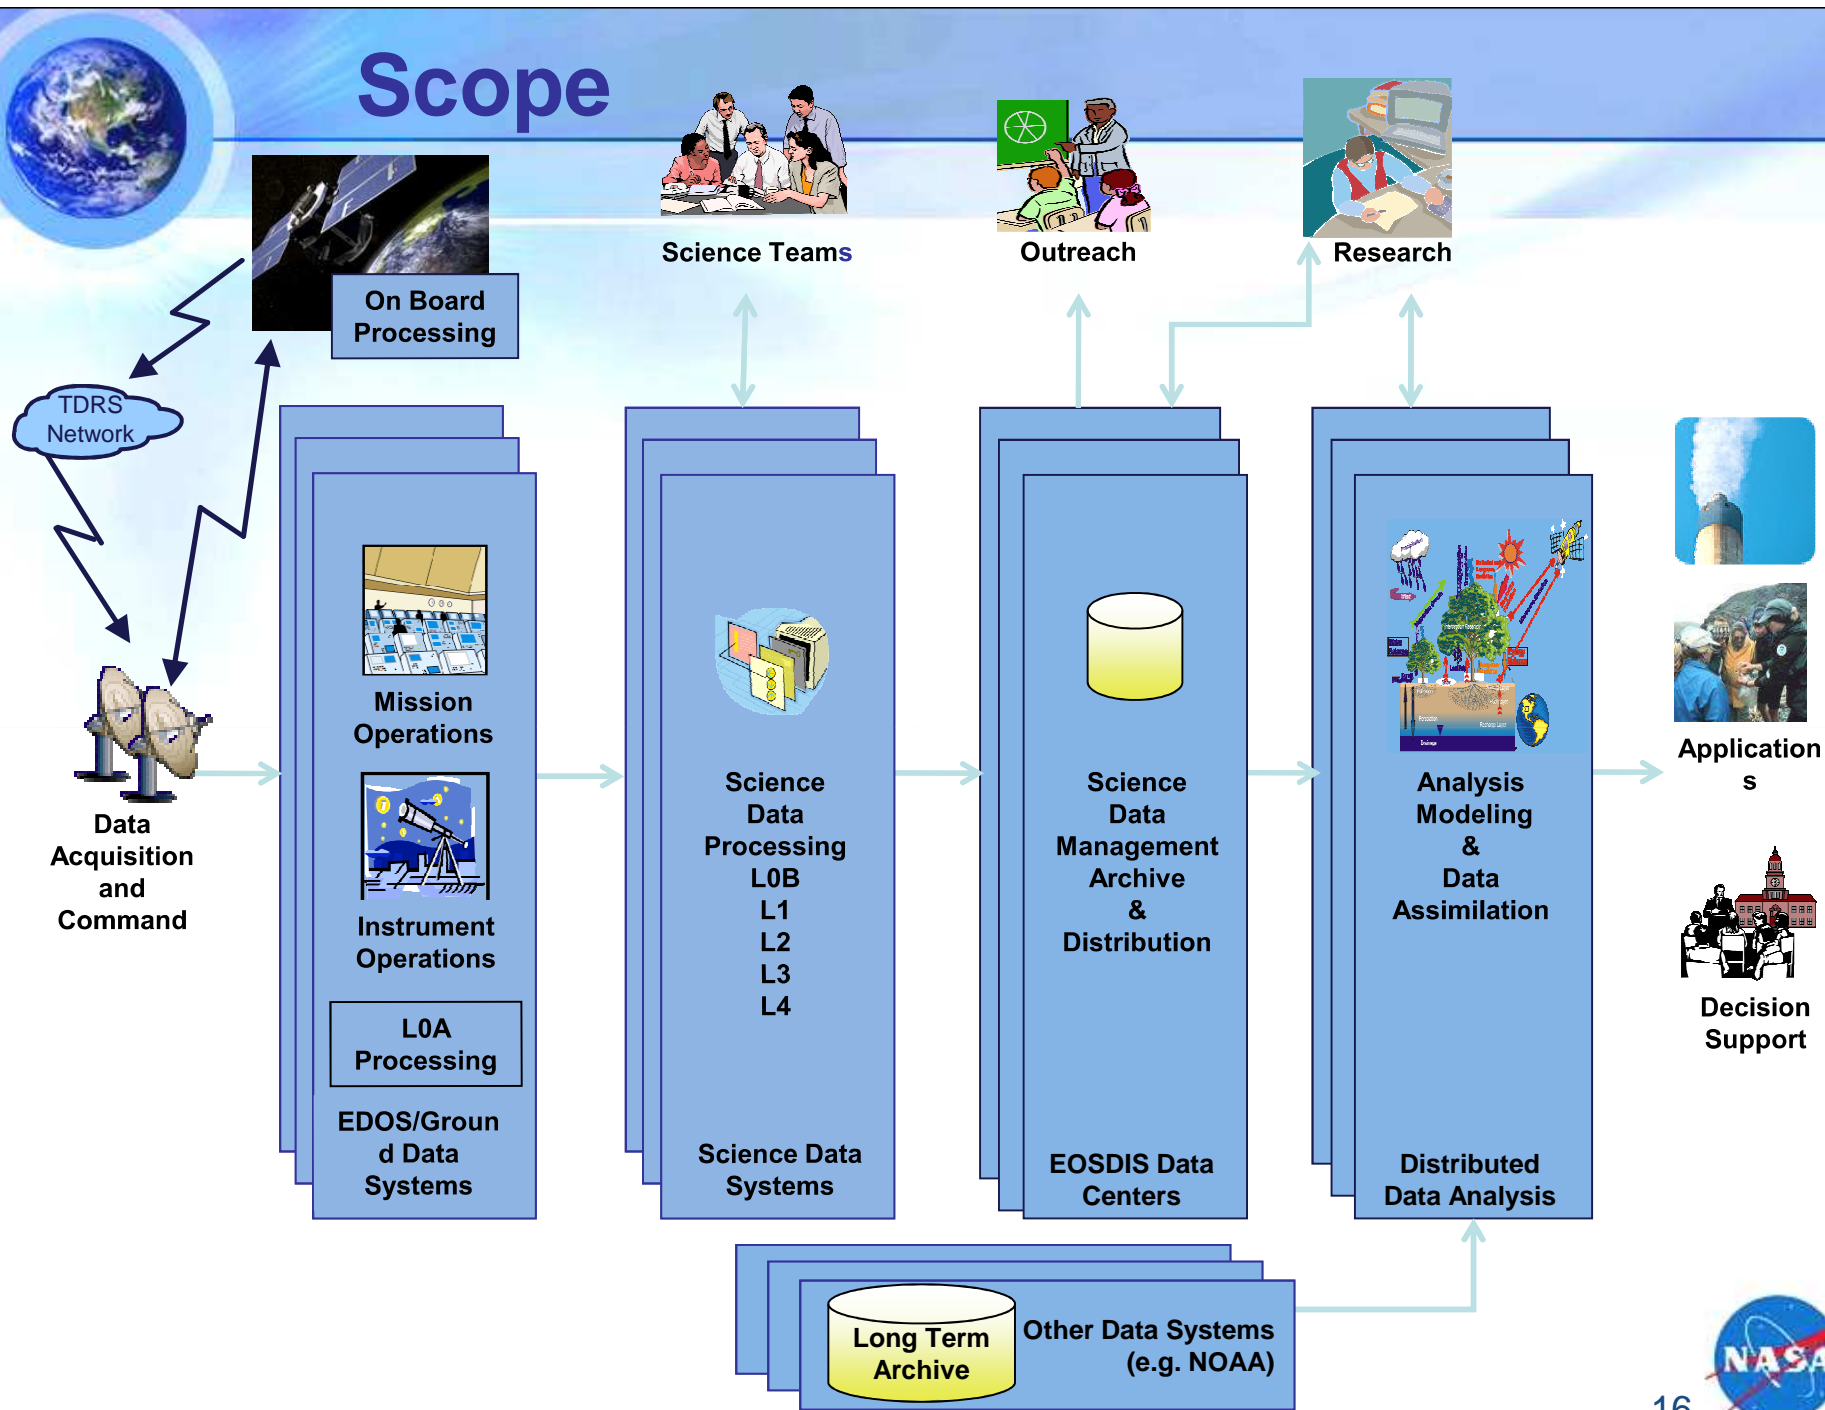 Scope
Science Teams
Outreach
Research
On Board
Processing
TDRS
Network
Data
Acquisition
and
Command
Mission
Operations
Instrument
Operations
L0A
Processing
EDOS/Groun
d Data
Systems
Science
Data
Processing
L0B
L1
L2
L3
L4
Science Data
Systems
Science
Data
Management
Archive
&
Distribution
EOSDIS Data
Centers
Analysis
Modeling
&
Data
Assimilation
Distributed
Data Analysis
Application
s
Decision
Support
Long Term
Archive
Other Data Systems
(e.g. NOAA)
NASA
16